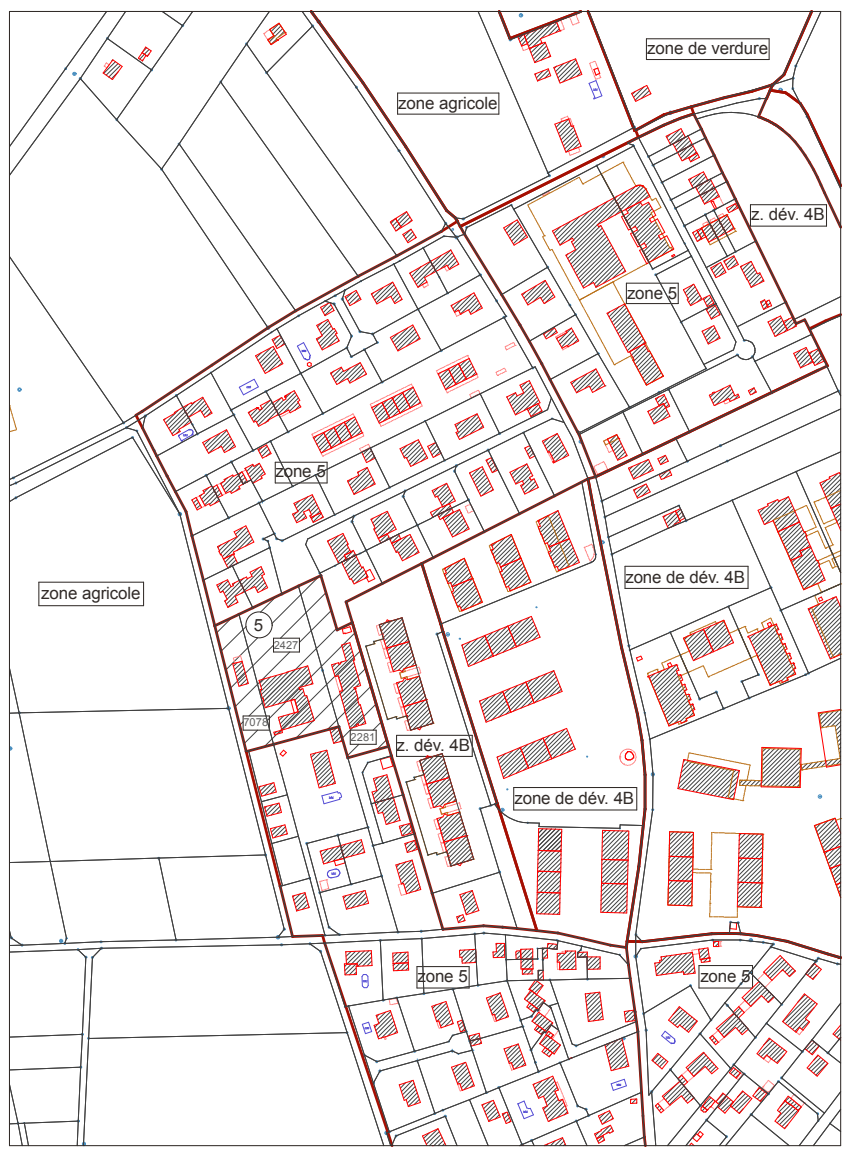 zone de verdure
zone agricole
z. dév. 4B
zone 5
zone 5
zone de dév. 4B
zone agricole
5
2427
7078
2281
z. dév. 4B
zone de dév. 4B
zone 5
zone 5